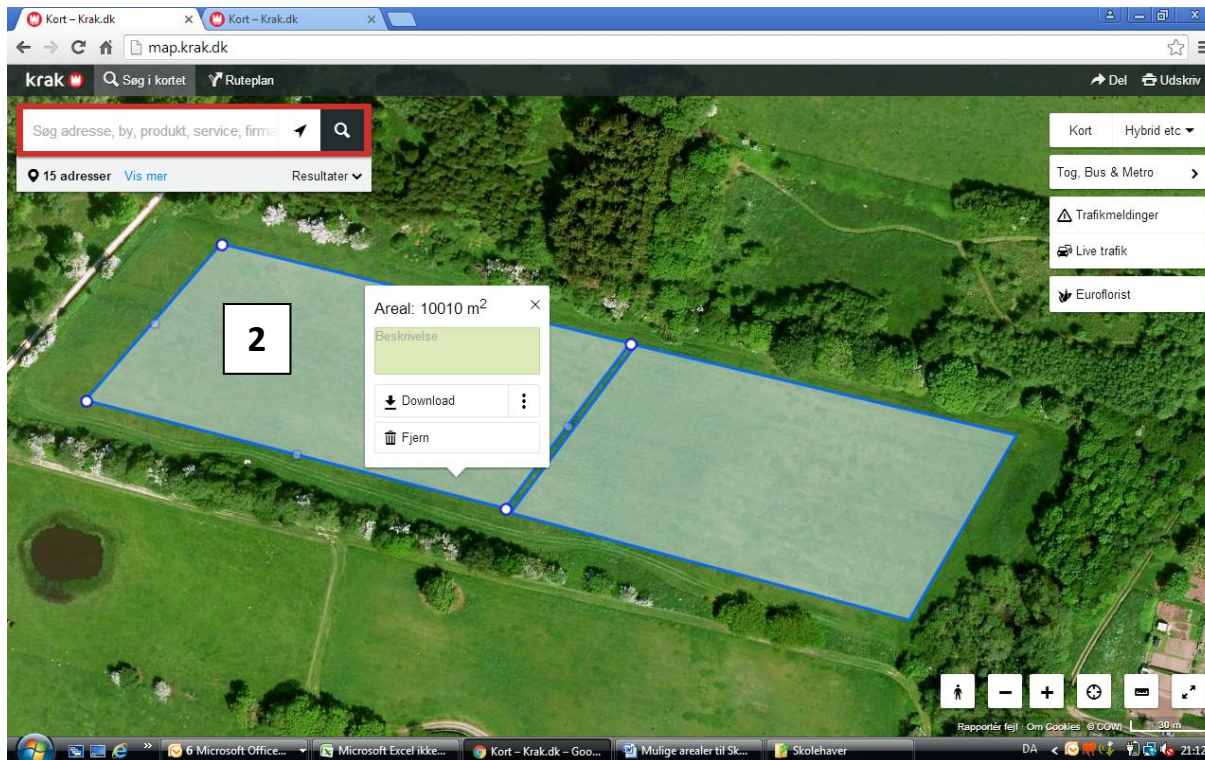 Kort – Krak.dk
Kort – Krak.dk
map.krak.dk
krak
Søg i kortet
Ruteplan
Del
Udskriv
Søg adresse, by, produkt, service, firma
15 adresser Vis mer Resultater
Kort
Hybrid etc
Tog, Bus & Metro
Trafikmeldinger
Live trafik
Euroflorist
2
Areal: 10010 m2
Beskrivelse
Download
Fjern
Rapportér fejl · Om Cookies © COWI 30 m
6 Microsoft Office...
Microsoft Excel ikke...
Kort – Krak.dk – Goo...
Mulige arealer til Sk...
Skolehaver
DA
21:12